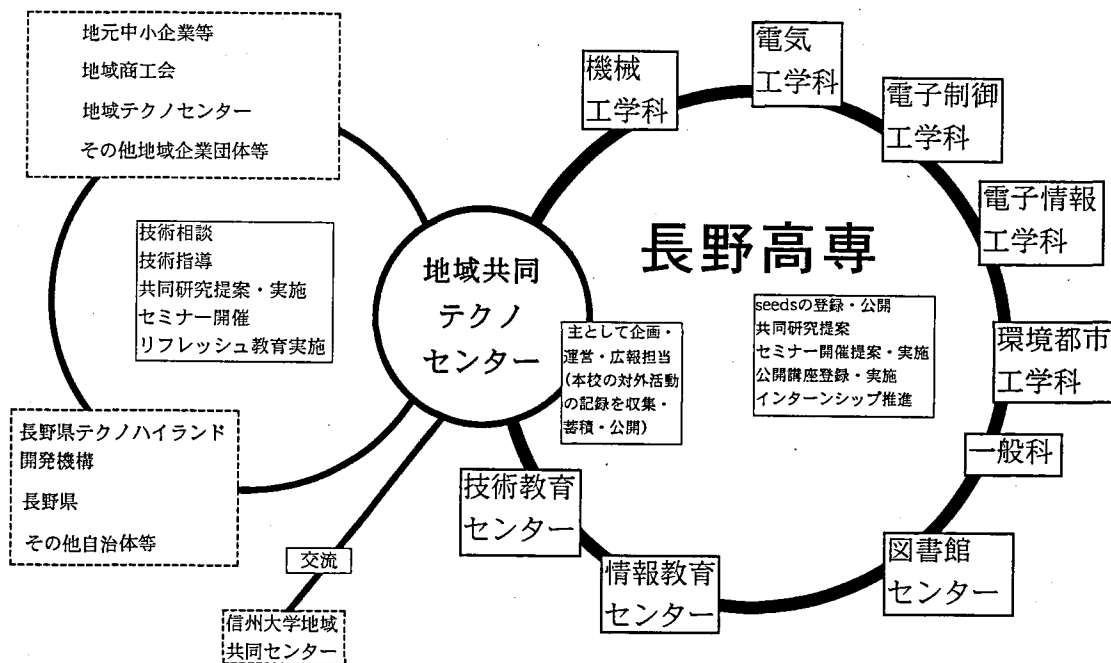 地元中小企業等
地域商工会
地域テクノセンター
その他地域企業団体等
技術相談
技術指導
共同研究提案・実施
セミナー開催
リフレッシュ教育実施
長野県テクノハイランド
開発機構
長野県
その他自治体等
交流
信州大学地域
共同センター
地域共同
テクノ
センター
主として企画・
運営・広報担当
(本校の対外活動
の記録を収集・
蓄積・公開)
長野高専
seedsの登録・公開
共同研究提案
セミナー開催提案・実施
公開講座登録・実施
インターンシップ推進
機械
工学科
電気
工学科
電子制御
工学科
電子情報
工学科
環境都市
工学科
一般科
図書館
センター
情報教育
センター
技術教育
センター